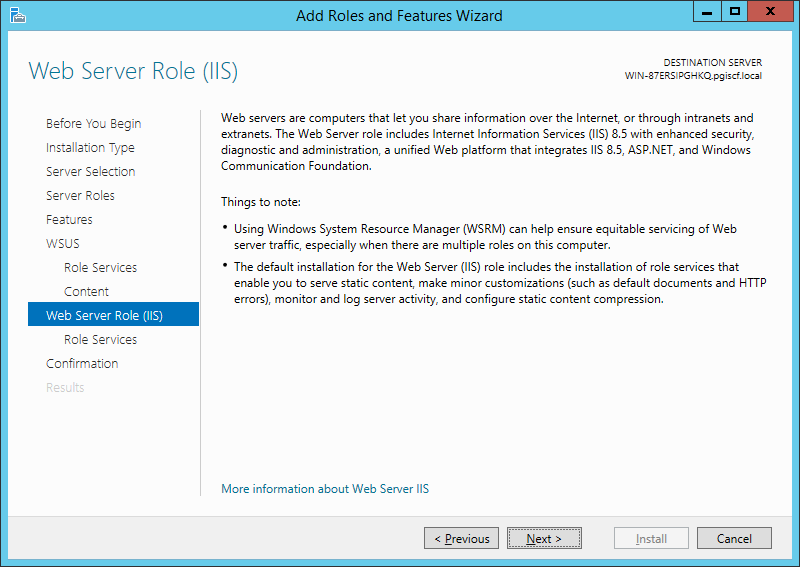 Add Roles and Features Wizard
Web Server Role (IIS)
DESTINATION SERVER
WIN-87ERSIPGHKQ.pgiscf.local
Before You Begin
Installation Type
Server Selection
Server Roles
Features
WSUS
Role Services
Content
Web Server Role (IIS)
Role Services
Confirmation
Results
Web servers are computers that let you share information over the Internet, or through intranets and
extranets. The Web Server role includes Internet Information Services (IIS) 8.5 with enhanced security,
diagnostic and administration, a unified Web platform that integrates IIS 8.5, ASP.NET, and Windows
Communication Foundation.
Things to note:
• Using Windows System Resource Manager (WSRM) can help ensure equitable servicing of Web
server traffic, especially when there are multiple roles on this computer.
• The default installation for the Web Server (IIS) role includes the installation of role services that
enable you to serve static content, make minor customizations (such as default documents and HTTP
errors), monitor and log server activity, and configure static content compression.
More information about Web Server IIS
< Previous
Next >
Install
Cancel